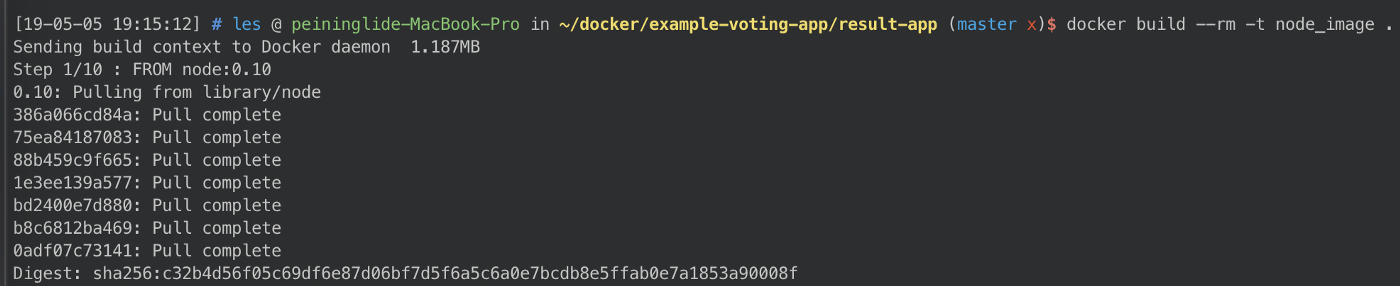 [19-05-05 19:15:12] # les @ peininglide-MacBook-Pro in ~/docker/example-voting-app/result-app (master x)$ docker build --rm -t node_image .
Sending build context to Docker daemon  1.187MB
Step 1/10 : FROM node:0.10
0.10: Pulling from library/node
386a066cd84a: Pull complete
75ea84187083: Pull complete
88b459c9f665: Pull complete
1e3ee139a577: Pull complete
bd2400e7d880: Pull complete
b8c6812ba469: Pull complete
0adf07c73141: Pull complete
Digest: sha256:c32b4d56f05c69df6e87d06bf7d5f6a5c6a0e7bcdb8e5ffab0e7a1853a90008f